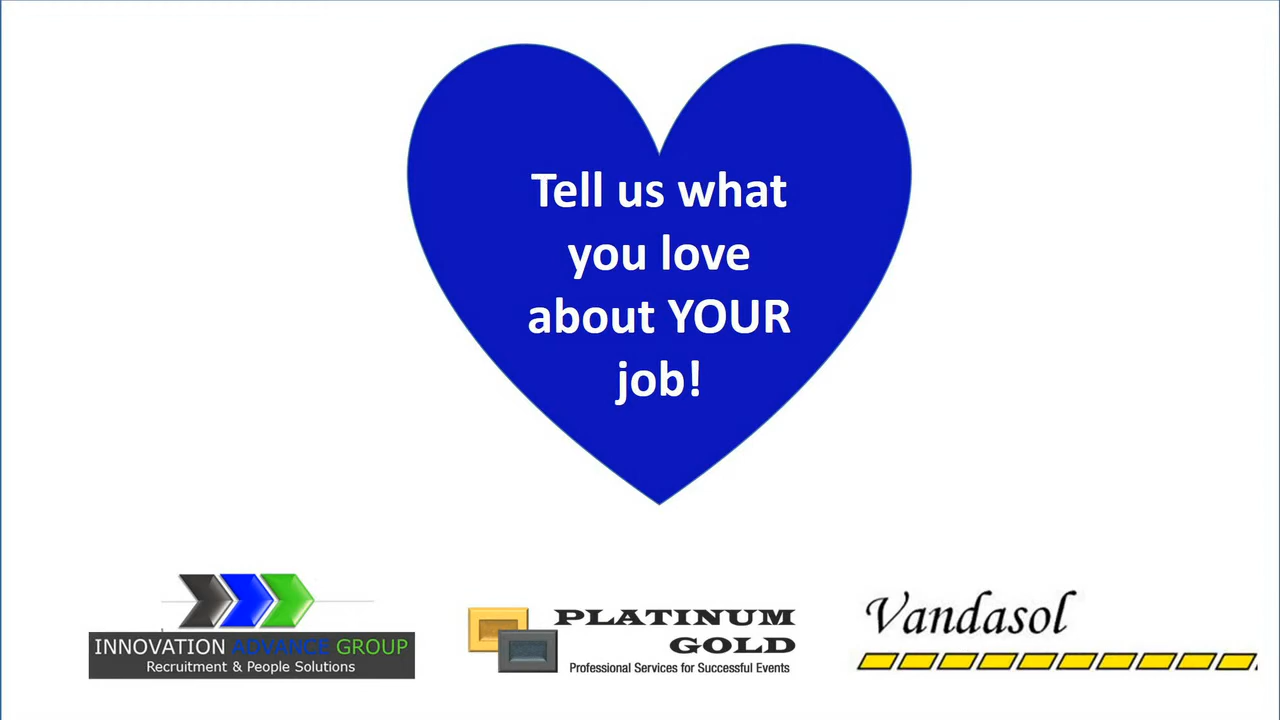 Tell us what
you love
about YOUR
job!
INNOVATION ADVANCE GROUP
Recruitment & People Solutions
PLATINUM
GOLD
Professional Services for Successful Events
Vandasol